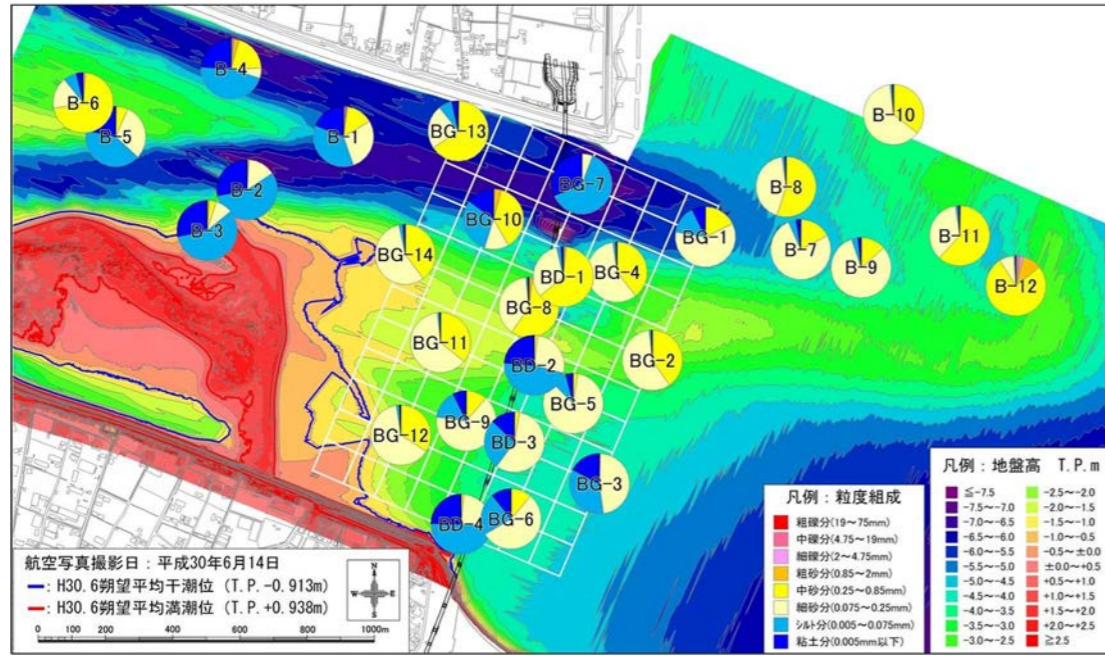 B-4
B-6
B-5
B-1
BG-13
B-10
B-2
BG-7
B-8
B-3
BG-10
BG-1
B-7
B-11
BG-14
BD-1
BG-4
B-9
B-12
BG-8
BG-11
BD-2
BG-2
BG-5
BG-9
BG-12
BD-3
BG-3
BD-4
BG-6
航空写真撮影日：平成30年6月14日
：H30.6朔望平均干潮位 (T.P.-0.913m)
：H30.6朔望平均満潮位 (T.P.+0.938m)
N
W E
S
0 200 400 600 800 1000m
凡例：粒度組成
粗礫分(19～75mm)
中礫分(4.75～19mm)
細礫分(2～4.75mm)
粗砂分(0.85～2mm)
中砂分(0.25～0.85mm)
細砂分(0.075～0.25mm)
シルト分(0.005～0.075mm)
粘土分(0.005mm以下)
凡例：地盤高 T.P.m
≦-7.5
-7.5～-7.0
-7.0～-6.5
-6.5～-6.0
-6.0～-5.5
-5.5～-5.0
-5.0～-4.5
-4.5～-4.0
-4.0～-3.5
-3.5～-3.0
-3.0～-2.5
-2.5～-2.0
-2.0～-1.5
-1.5～-1.0
-1.0～-0.5
-0.5～±0.0
±0.0～+0.5
+0.5～+1.0
+1.0～+1.5
+1.5～+2.0
+2.0～+2.5
≧2.5